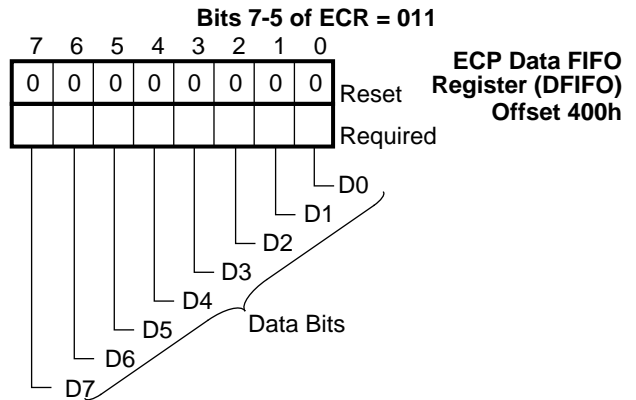 Bits 7-5 of ECR = 011
7 6 5 4 3 2 1 0
ECP Data FIFO
Register (DFIFO)
Offset 400h
0 0 0 0 0 0 0 0 Reset
Required
D0
D1
D2
D3
D4
D5
D6
D7
Data Bits